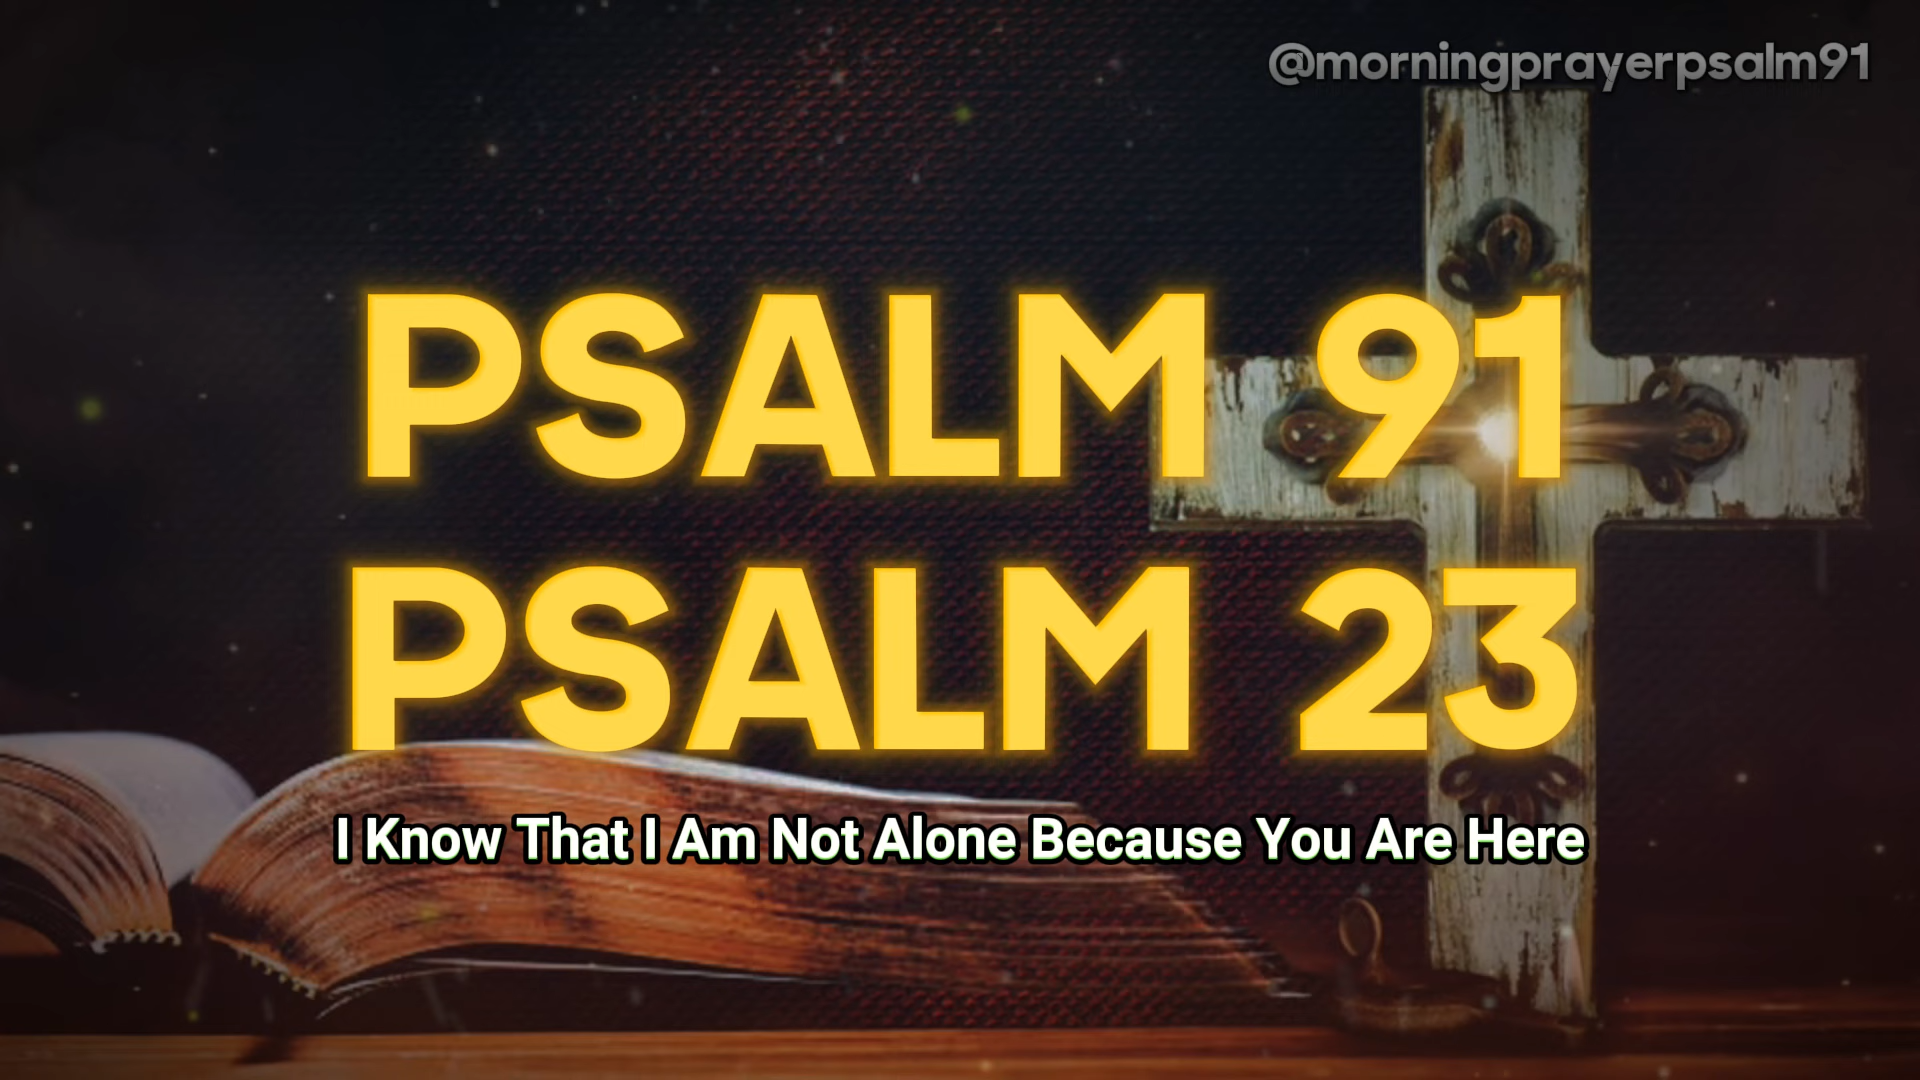 @morningprayerpsalm91
PSALM 91
PSALM 23
I Know That I Am Not Alone Because You Are Here